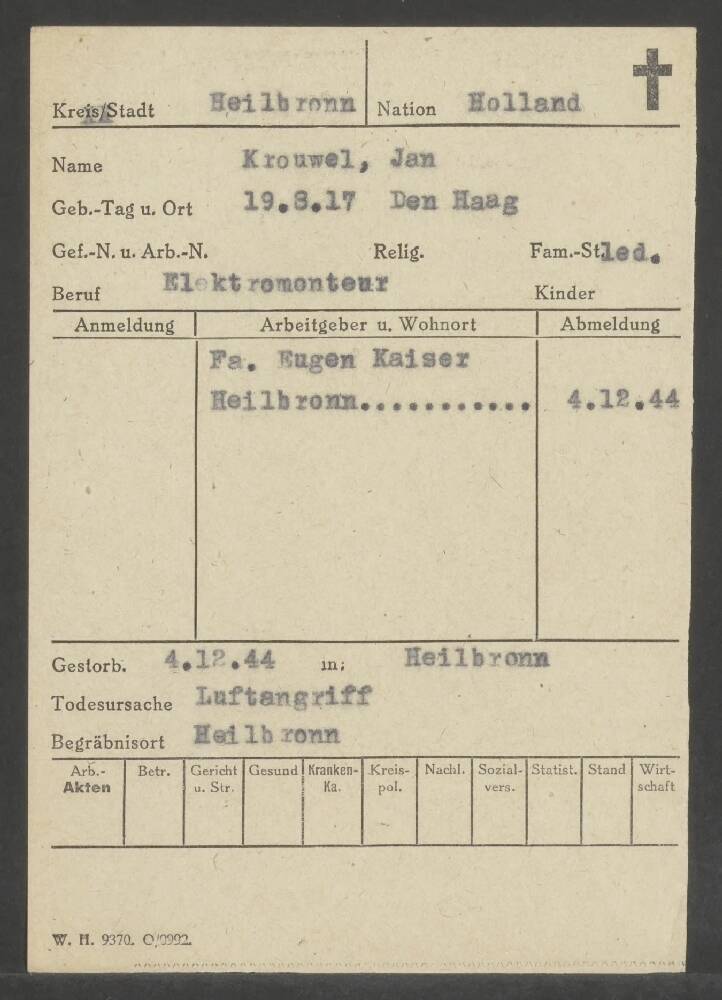 Kreis/Stadt Heilbronn Nation Holland
Name Krouwel, Jan
Geb.-Tag u. Ort 19.8.17 Den Haag
Gef.-N. u. Arb.-N. Relig. Fam.-St. led.
Beruf Elektromonteur Kinder
Anmeldung Arbeitgeber u. Wohnort Abmeldung
Fa. Eugen Kaiser
Heilbronn........... 4.12.44
Gestorb. 4.12.44 in: Heilbronn
Todesursache Luftangriff
Begräbnisort Heilbronn
Arb.- Betr. Gericht Gesund Kranken- Kreis- Nachl. Sozial- Statist. Stand Wirt-
Akten u. Str. Ka. pol. vers. schaft
W. H. 9370.